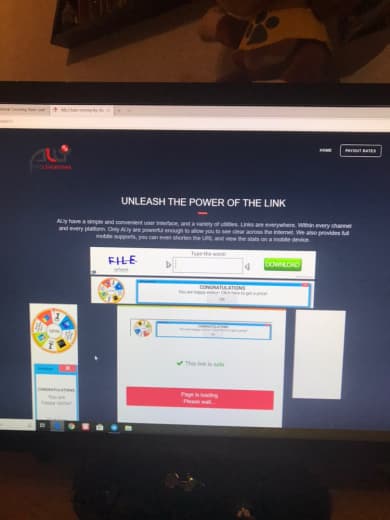 HOME
PAYOUT RATES
UNLEASH THE POWER OF THE LINK
ALly have a simple and convenient user interface, and a variety of utilities. Links are everywhere. Within every channel
and every platform. Only ALly are powerful enough to allow you to see clear across the internet. We also provides full
mobile supports, you can even shorten the URL and view the stats on a mobile device.
Type the word:
FILE
DOWNLOAD
CONGRATULATIONS
You are happy visitor! Click here to get a prize!
CONGRATULATIONS
This link is safe
CONGRATULATIONS
You are
happy visitor!
Page is loading
Please wait...